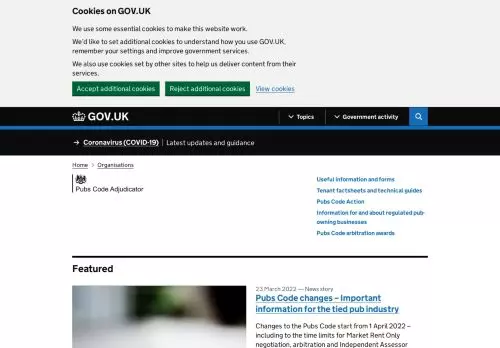 Cookies on GOV.UK
We use some essential cookies to make this website work.
We'd like to set additional cookies to understand how you use GOV.UK,
remember your settings and improve government services.
We also use cookies set by other sites to help us deliver content from their
services.
Accept additional cookies
Reject additional cookies
View cookies
GOV.UK
Topics
Government activity
→ Coronavirus (COVID-19) Latest updates and guidance
Home > Organisations
Pubs Code Adjudicator
Useful information and forms
Tenant factsheets and technical guides
Pubs Code Action
Information for and about regulated pub-
owning businesses
Pubs Code arbitration awards
Featured
23 March 2022 — News story
Pubs Code changes – Important
information for the tied pub industry
Changes to the Pubs Code start from 1 April 2022 –
including to the time limits for Market Rent Only
negotiation, arbitration and Independent Assessor